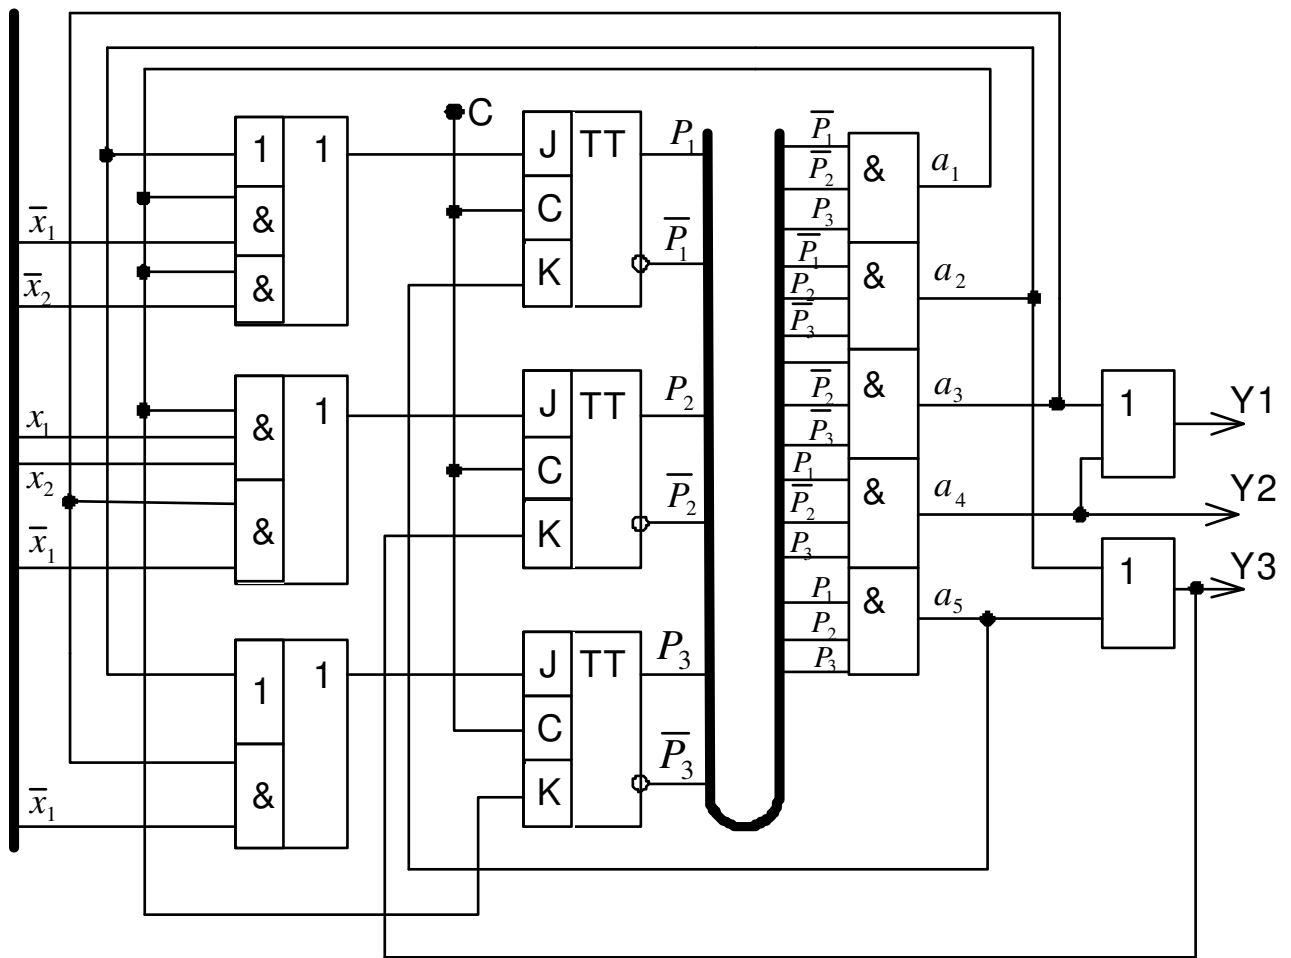 C
1 1
&
&
x̄₁
x̄₂
J TT
C
K
P₁
P̄₁
P̄₁
P̄₂
P₃
& a₁
P̄₁
P₂
P̄₃
& a₂
P̄₂
P̄₃
& a₃
P₁
P̄₂
P₃
& a₄
P₁
P₂
P₃
& a₅
x₁
x₂
x̄₁
& 1
&
J TT
C
K
P₂
P̄₂
1 Y1
Y2
1 Y3
x̄₁
1 1
&
J TT
C
K
P₃
P̄₃